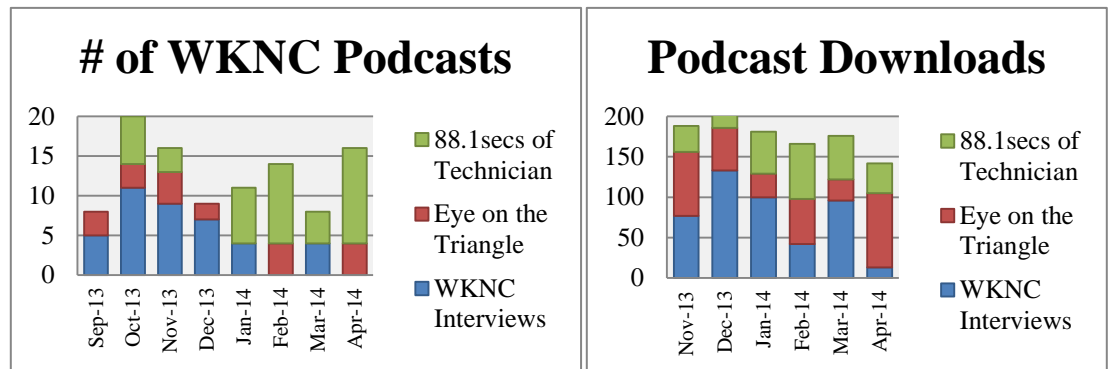 # of WKNC Podcasts
20
15
10
5
0
Sep-13
Oct-13
Nov-13
Dec-13
Jan-14
Feb-14
Mar-14
Apr-14
88.1secs of
Technician
Eye on the
Triangle
WKNC
Interviews
Podcast Downloads
200
150
100
50
0
Nov-13
Dec-13
Jan-14
Feb-14
Mar-14
Apr-14
88.1secs of
Technician
Eye on the
Triangle
WKNC
Interviews